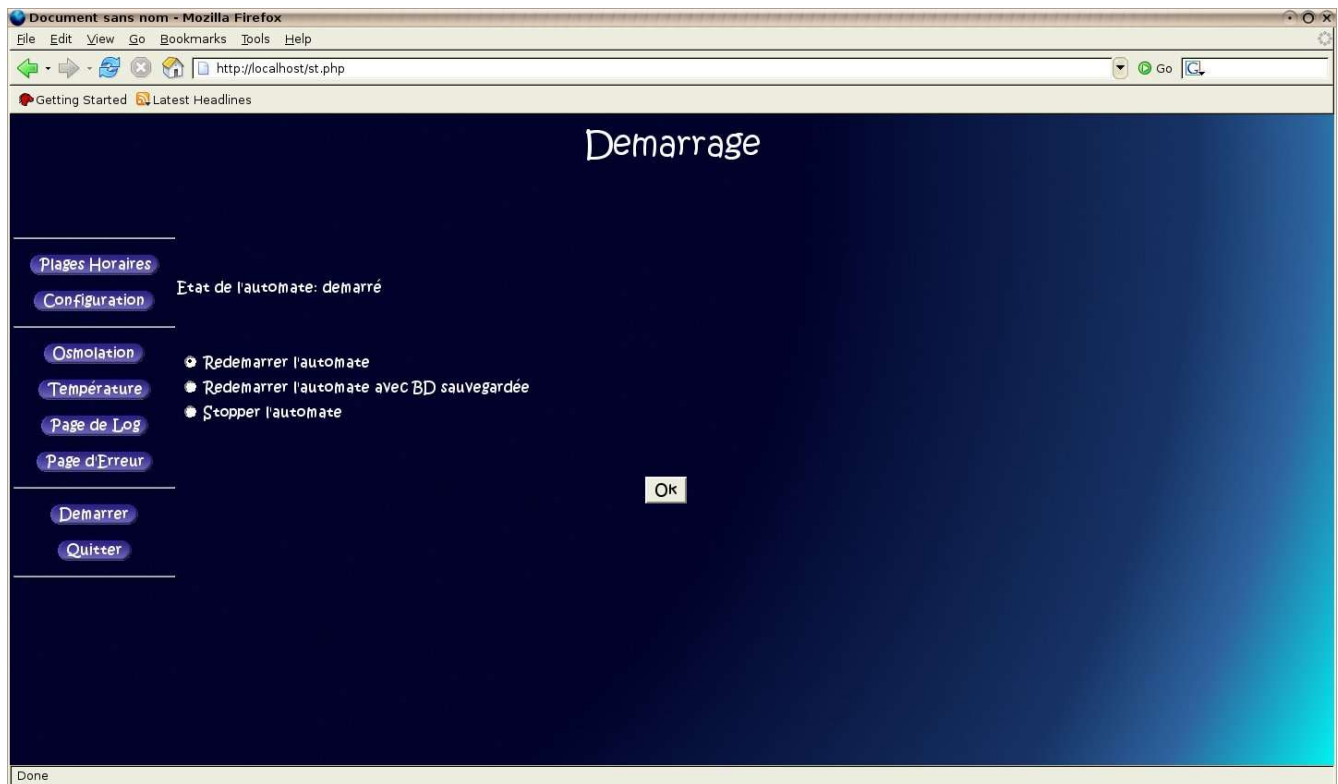 Document sans nom - Mozilla Firefox
File Edit View Go Bookmarks Tools Help
http://localhost/st.php
Go
G
Getting Started Latest Headlines
Demarrage
Plages Horaires
Configuration
Etat de l'automate: demarré
Osmolation
Température
Page de Log
Page d'Erreur
Redemarrer l'automate
Redemarrer l'automate avec BD sauvegardée
Stopper l'automate
Ok
Demarrer
Quitter
Done